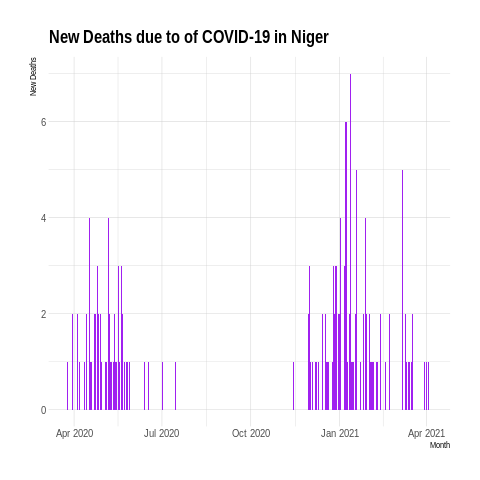 New Deaths due to of COVID-19 in Niger
New Deaths
6
4
2
0
Apr 2020 Jul 2020 Oct 2020 Jan 2021 Apr 2021
Month